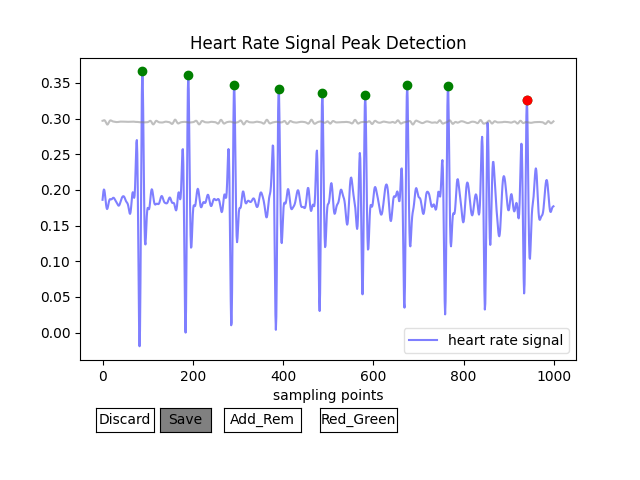 Heart Rate Signal Peak Detection
0.35
0.30
0.25
0.20
0.15
0.10
0.05
0.00
heart rate signal
0 200 400 600 800 1000
sampling points
Discard Save Add_Rem Red_Green